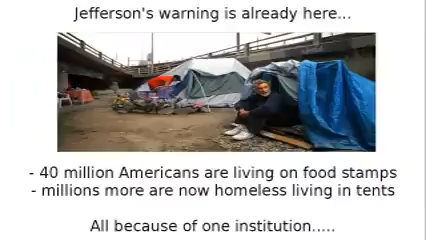 Jefferson's warning is already here...
- 40 million Americans are living on food stamps
- millions more are now homeless living in tents
All because of one institution.....